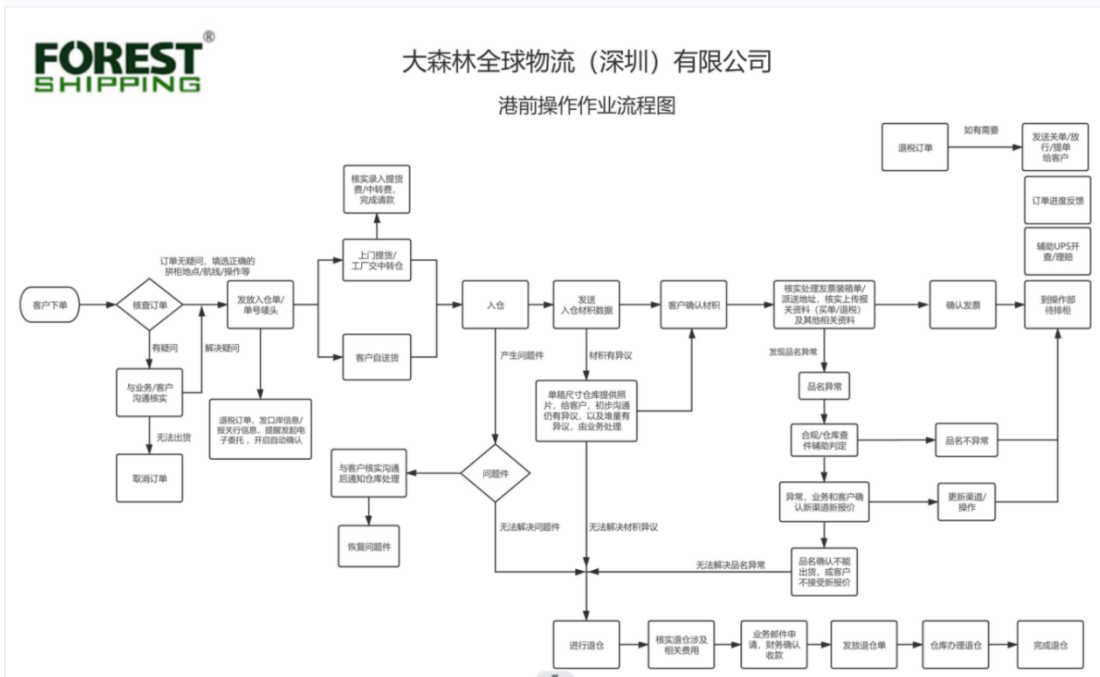 FOREST®
SHIPPING
大森林全球物流（深圳）有限公司
港前操作作业流程图
退税订单
如有需要
发送关单/放
行/提单
给客户
核实录入提货
费/中转费，
完成请款
订单进度反馈
辅助UPS开
查/理赔
订单无疑问，填选正确的
拼柜地点/航线/操作等
上门提货/
工厂交中转仓
客户下单
核查订单
发放入仓单/
单号唛头
入仓
发送
入仓材积数据
客户确认材积
核实处理发票装箱单/
派送地址，核实上传报
关资料（买单/退税）
及其他相关资料
确认发票
到操作部
待排柜
有疑问
解决疑问
客户自送货
产生问题件
材积有异议
发现品名异常
与业务/客户
沟通核实
单箱尺寸仓库提供照
片，给客户，初步沟通
仍有异议，以及堆量有
异议，由业务处理
品名异常
退税订单，发口岸信息/
报关行信息，提醒发起电
子委托，开启自动确认
无法出货
合规/仓库查
件辅助判定
品名不异常
取消订单
与客户核实沟通
后通知仓库处理
问题件
异常，业务和客户确
认新渠道新报价
更新渠道/
操作
恢复问题件
无法解决问题件
无法解决材积异议
无法解决品名异常
品名确认不能
出货，或客户
不接受新报价
进行退仓
核实退仓涉及
相关费用
业务邮件申
请，财务确认
收款
发放退仓单
仓库办理退仓
完成退仓